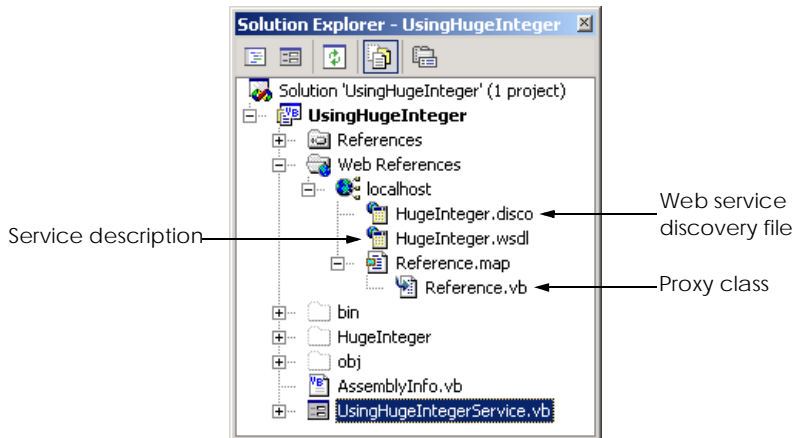 Solution Explorer - UsingHugeInteger
Solution 'UsingHugeInteger' (1 project)
UsingHugeInteger
References
Web References
localhost
HugeInteger.disco
Web service
discovery file
Service description
HugeInteger.wsdl
Reference.map
Reference.vb
Proxy class
bin
HugeInteger
obj
AssemblyInfo.vb
UsingHugeIntegerService.vb